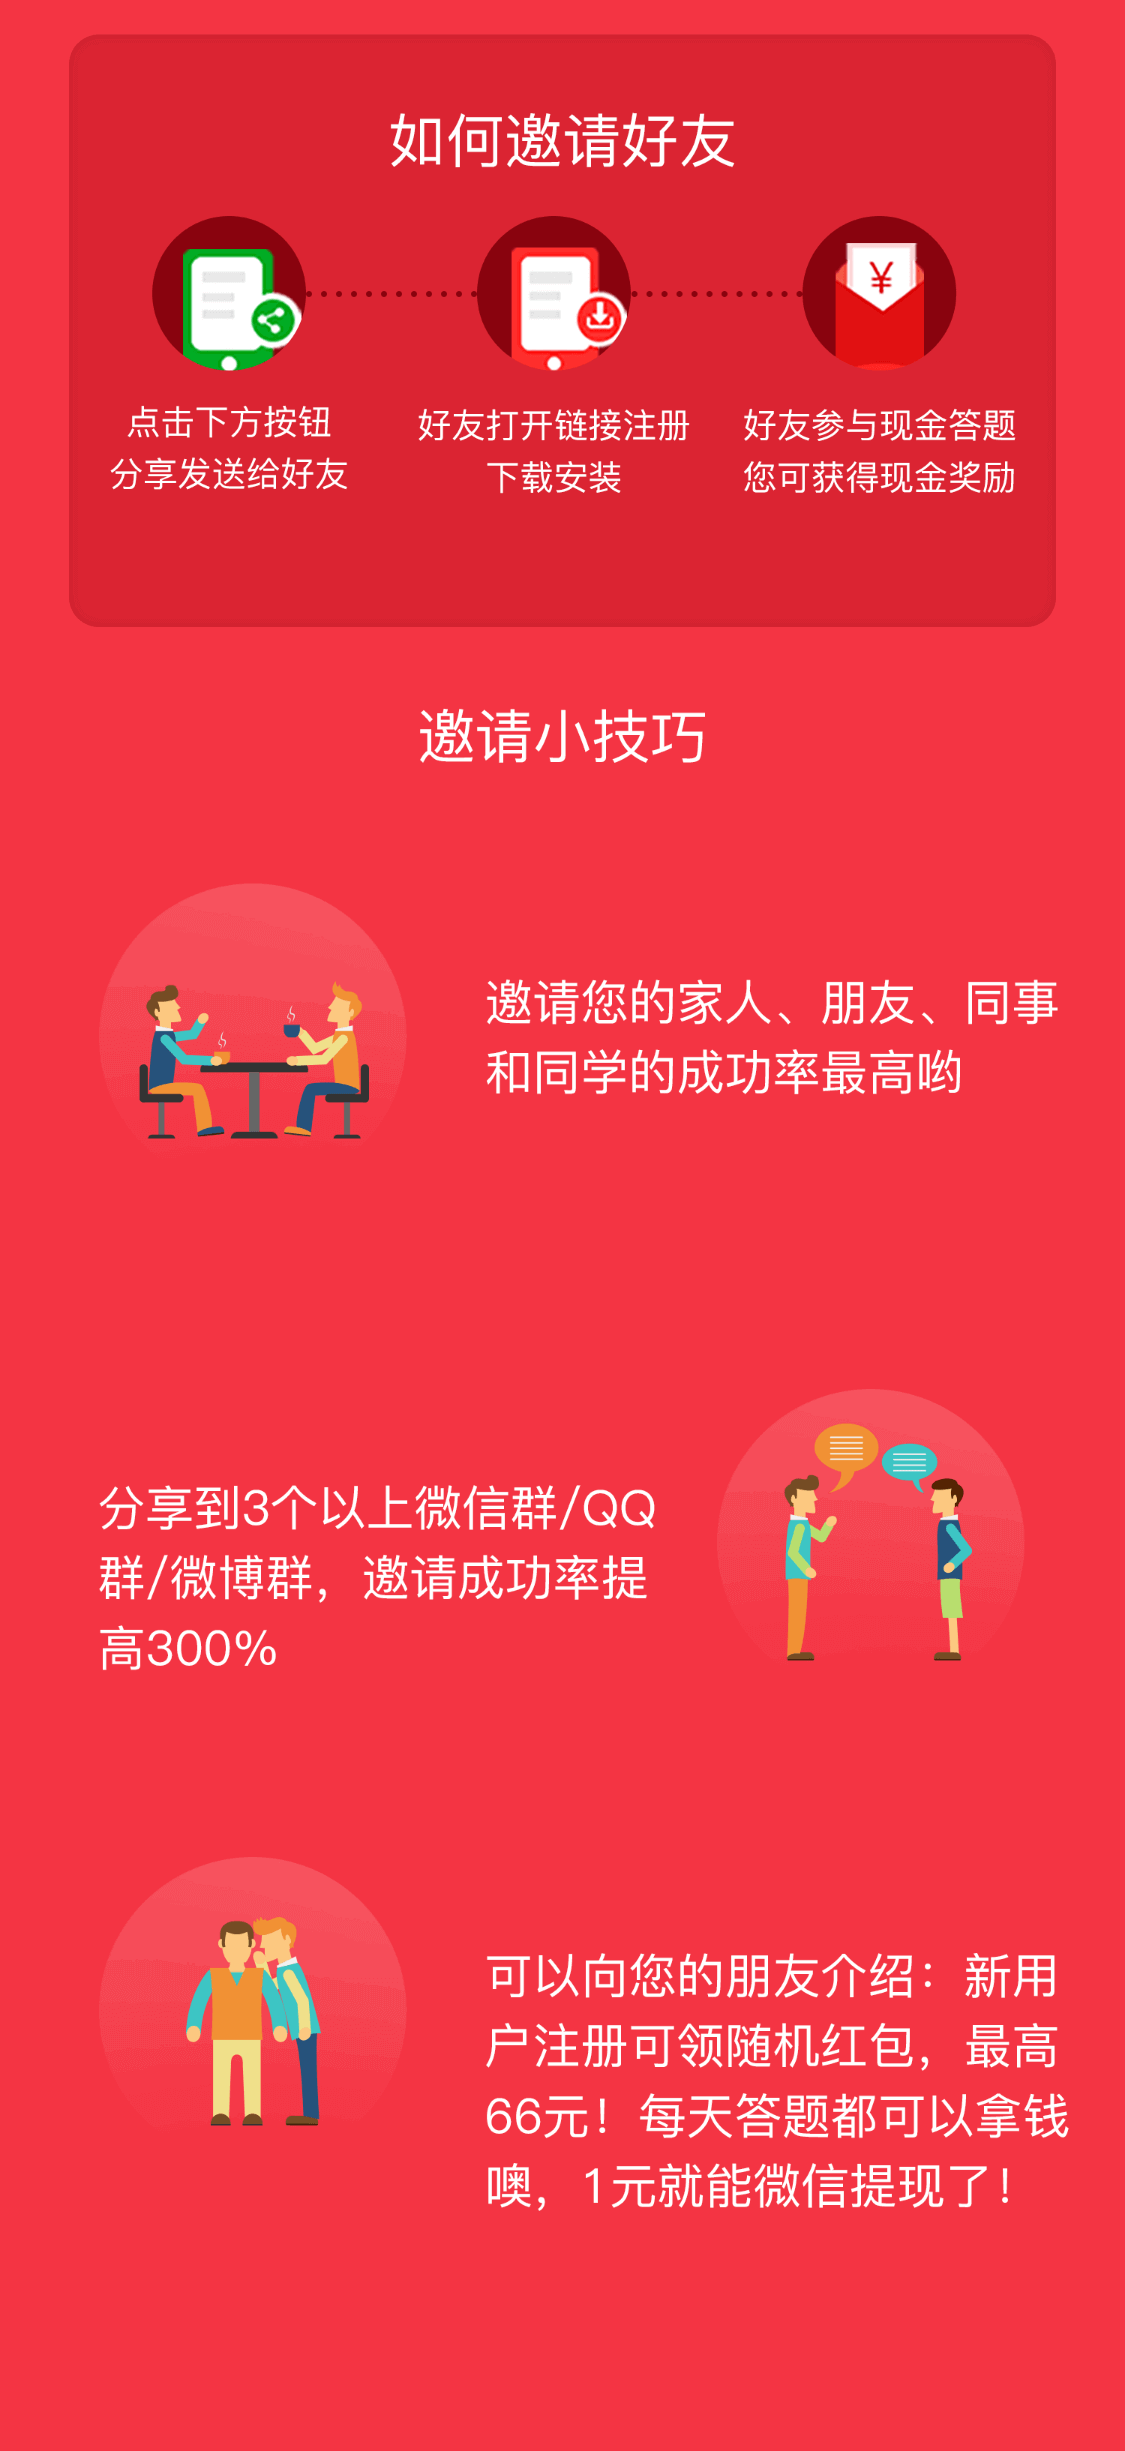 如何邀请好友
¥
点击下方按钮
分享发送给好友
好友打开链接注册
下载安装
好友参与现金答题
您可获得现金奖励
邀请小技巧
邀请您的家人、朋友、同事
和同学的成功率最高哟
分享到3个以上微信群/QQ
群/微博群，邀请成功率提
高300%
可以向您的朋友介绍：新用
户注册可领随机红包，最高
66元！每天答题都可以拿钱
噢，1元就能微信提现了！